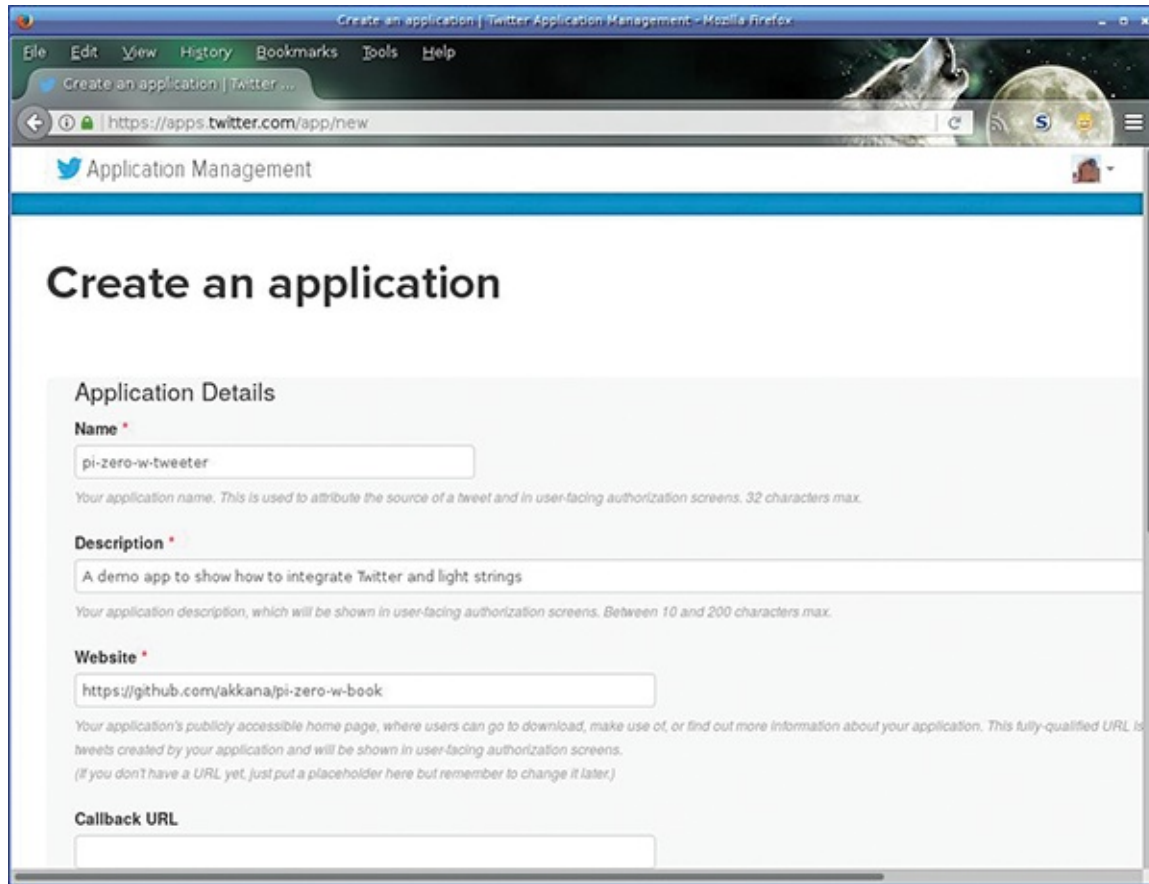 Create an application | Twitter Application Management - Mozilla Firefox
File Edit View History Bookmarks Tools Help
Create an application | Twitter ...
https://apps.twitter.com/app/new
S
Application Management
Create an application
Application Details
Name *
pi-zero-w-tweeter
Your application name. This is used to attribute the source of a tweet and in user-facing authorization screens. 32 characters max.
Description *
A demo app to show how to integrate Twitter and light strings
Your application description, which will be shown in user-facing authorization screens. Between 10 and 200 characters max.
Website *
https://github.com/akkana/pi-zero-w-book
Your application's publicly accessible home page, where users can go to download, make use of, or find out more information about your application. This fully-qualified URL is
tweets created by your application and will be shown in user-facing authorization screens.
(If you don't have a URL yet, just put a placeholder here but remember to change it later.)
Callback URL